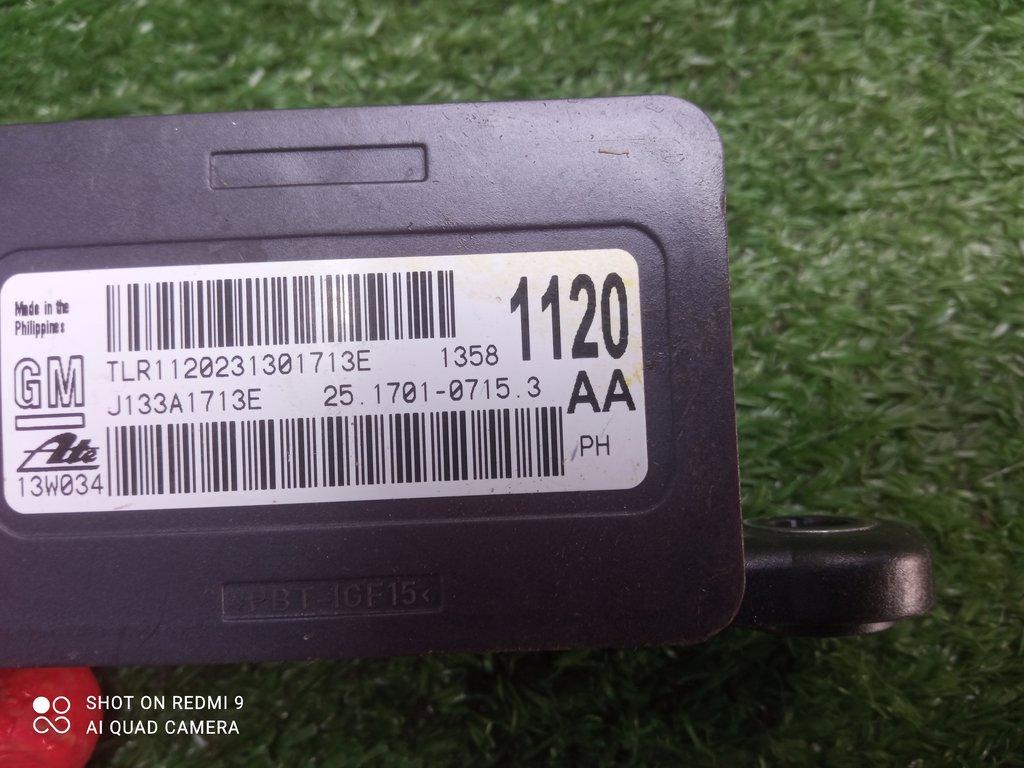 Made in the
Philippines
GM
TLR1120231301713E 1358
1120
J133A1713E 25.1701-0715.3
AA
Ate
13W034
PH
>PBT-IGF15<
SHOT ON REDMI 9
AI QUAD CAMERA